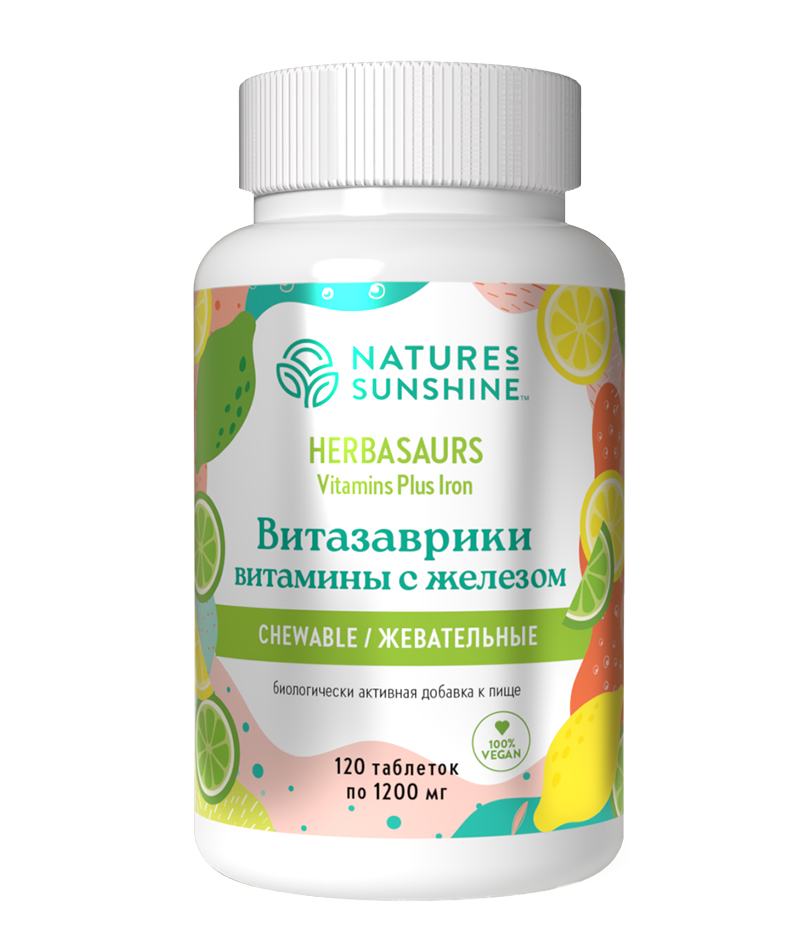 NATURES
SUNSHINE™
HERBASAURS
Vitamins Plus Iron
Витазаврики
витамины с железом
CHEWABLE / ЖЕВАТЕЛЬНЫЕ
биологически активная добавка к пище
100%
VEGAN
120 таблеток
по 1200 мг